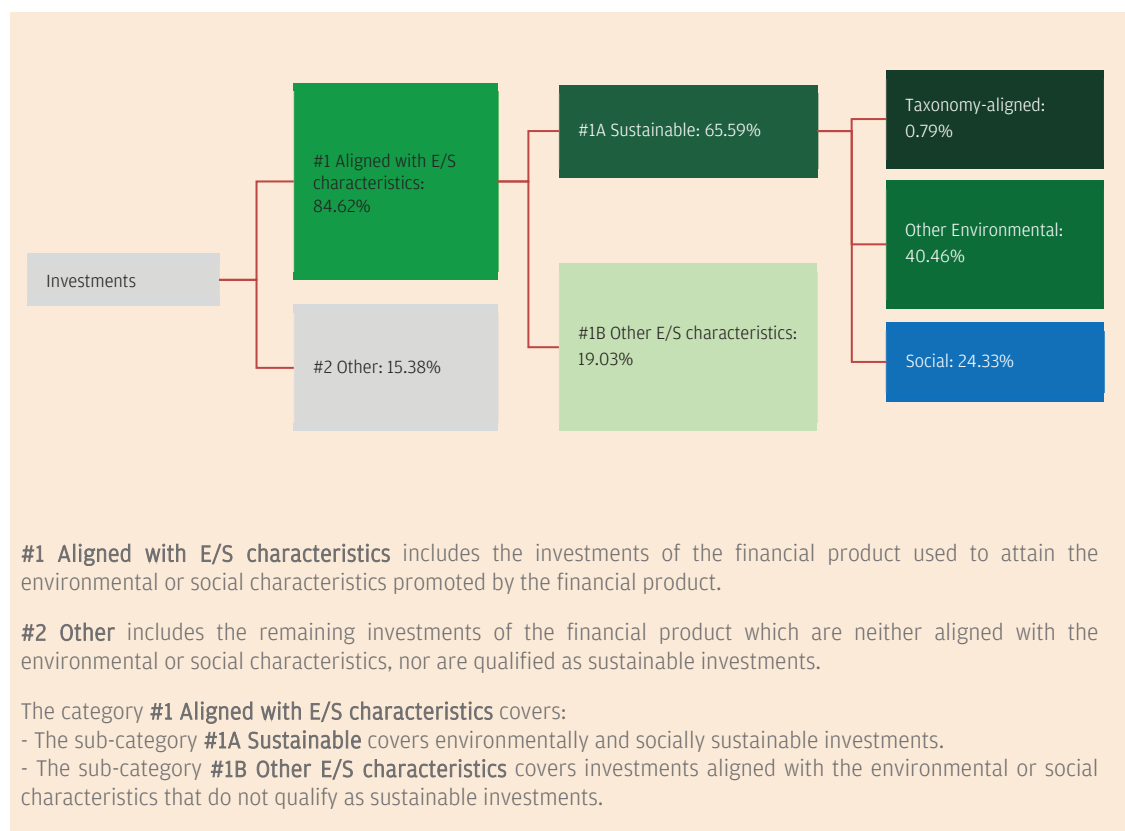 Investments
#1 Aligned with E/S
characteristics:
84.62%
#2 Other: 15.38%
#1A Sustainable: 65.59%
#1B Other E/S characteristics:
19.03%
Taxonomy-aligned:
0.79%
Other Environmental:
40.46%
Social: 24.33%
#1 Aligned with E/S characteristics includes the investments of the financial product used to attain the
environmental or social characteristics promoted by the financial product.
#2 Other includes the remaining investments of the financial product which are neither aligned with the
environmental or social characteristics, nor are qualified as sustainable investments.
The category #1 Aligned with E/S characteristics covers:
- The sub-category #1A Sustainable covers environmentally and socially sustainable investments.
- The sub-category #1B Other E/S characteristics covers investments aligned with the environmental or social
characteristics that do not qualify as sustainable investments.